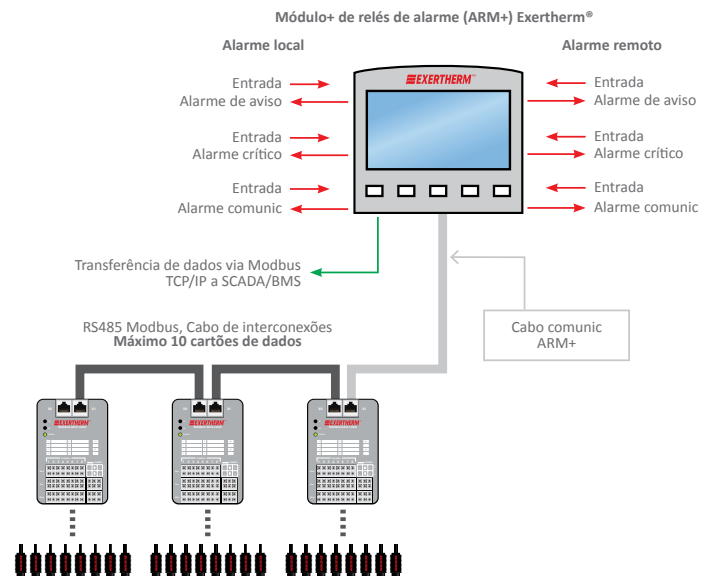 Módulo+ de relés de alarme (ARM+) Exertherm®
Alarme local
Alarme remoto
EXERTHERM™
Entrada
Alarme de aviso
Entrada
Alarme crítico
Entrada
Alarme comunic
Entrada
Alarme de aviso
Entrada
Alarme crítico
Entrada
Alarme comunic
Transferência de dados via Modbus
TCP/IP a SCADA/BMS
RS485 Modbus, Cabo de interconexões
Máximo 10 cartões de dados
Cabo comunic
ARM+
EXERTHERM
EXERTHERM
EXERTHERM